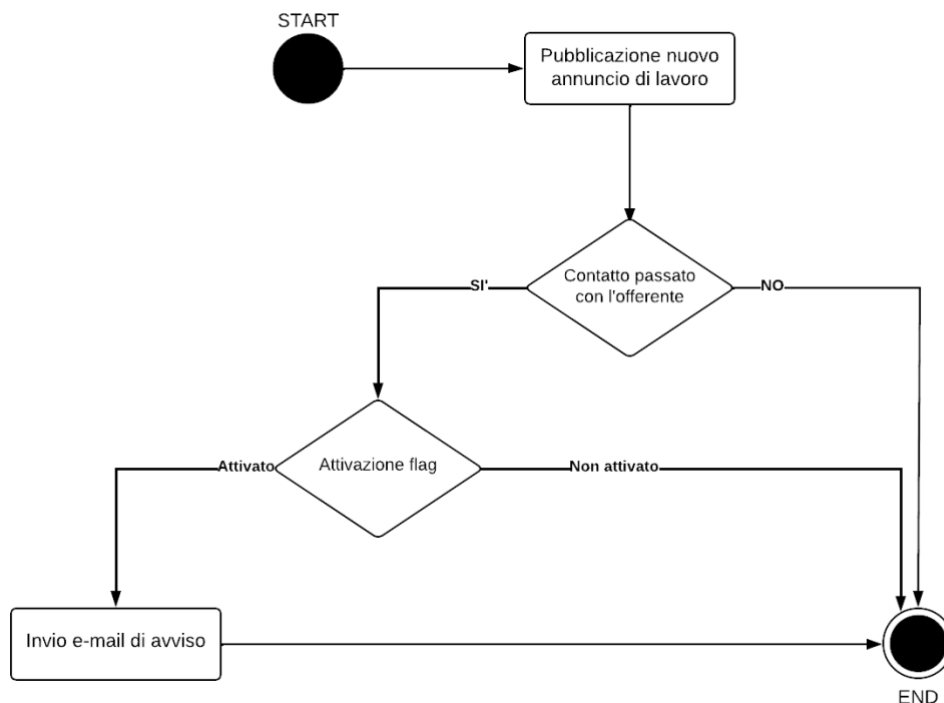 START
Pubblicazione nuovo
annuncio di lavoro
Contatto passato
con l'offerente
SI'
NO
Attivazione flag
Attivato
Non attivato
Invio e-mail di avviso
END